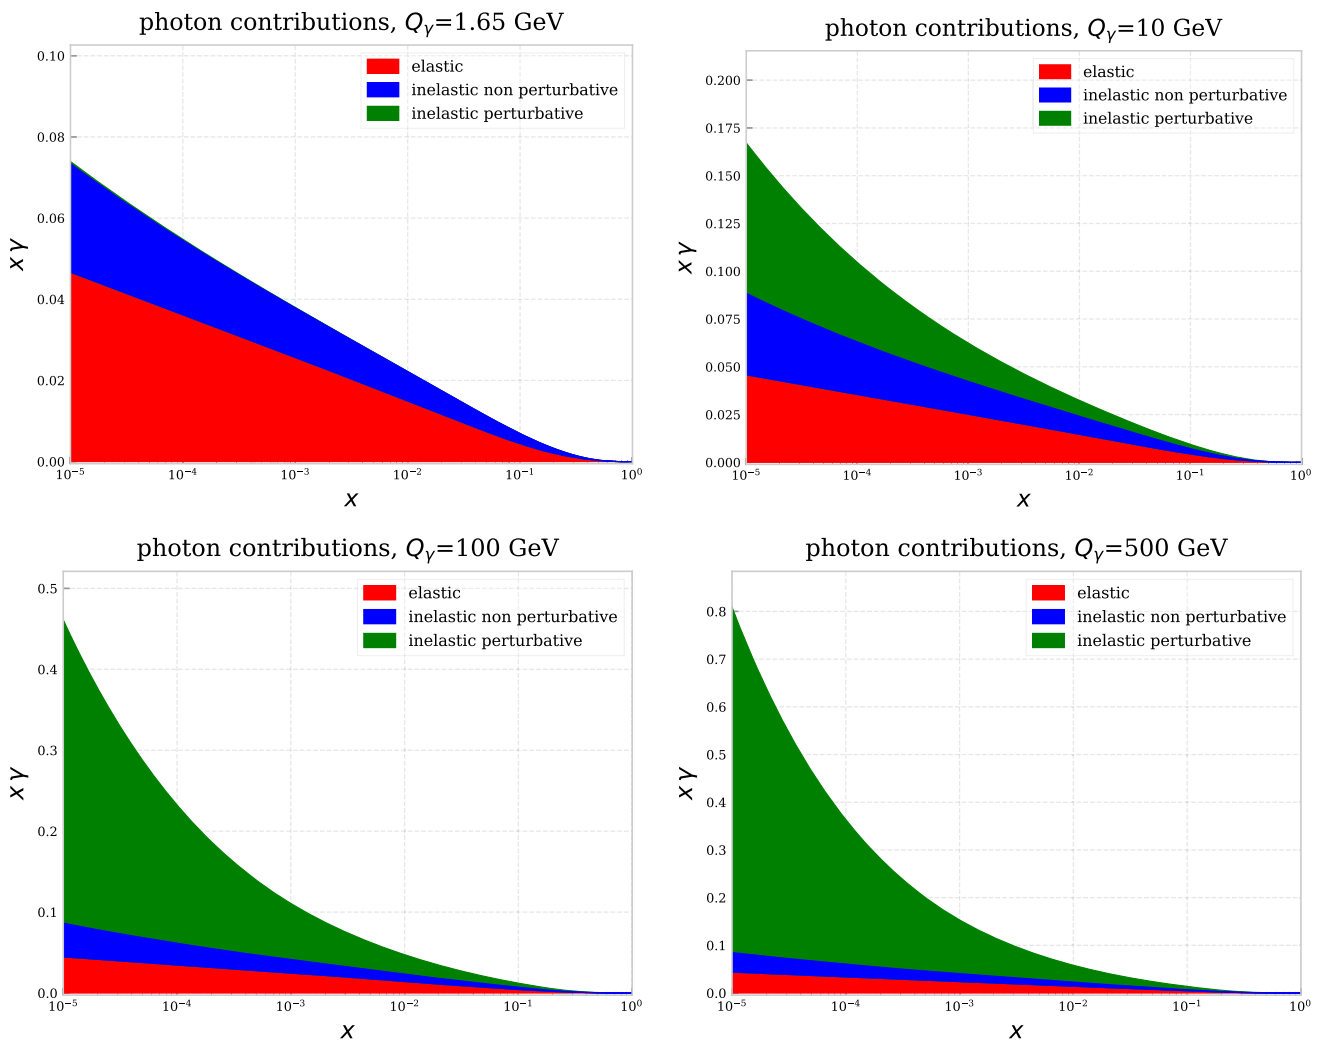 photon contributions, Qγ=1.65 GeV
0.10
0.08
0.06
0.04
0.02
0.00
xγ
10⁻⁵ 10⁻⁴ 10⁻³ 10⁻² 10⁻¹ 10⁰
x
elastic
inelastic non perturbative
inelastic perturbative
photon contributions, Qγ=10 GeV
0.200
0.175
0.150
0.125
0.100
0.075
0.050
0.025
0.000
xγ
10⁻⁵ 10⁻⁴ 10⁻³ 10⁻² 10⁻¹ 10⁰
x
elastic
inelastic non perturbative
inelastic perturbative
photon contributions, Qγ=100 GeV
0.5
0.4
0.3
0.2
0.1
0.0
xγ
10⁻⁵ 10⁻⁴ 10⁻³ 10⁻² 10⁻¹ 10⁰
x
elastic
inelastic non perturbative
inelastic perturbative
photon contributions, Qγ=500 GeV
0.8
0.7
0.6
0.5
0.4
0.3
0.2
0.1
0.0
xγ
10⁻⁵ 10⁻⁴ 10⁻³ 10⁻² 10⁻¹ 10⁰
x
elastic
inelastic non perturbative
inelastic perturbative